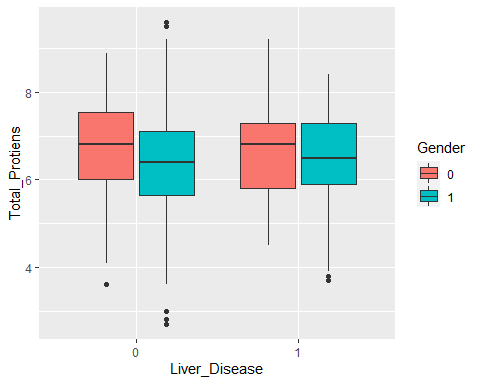 Total_Protiens
8
6
4
0
1
Liver_Disease
Gender
0
1